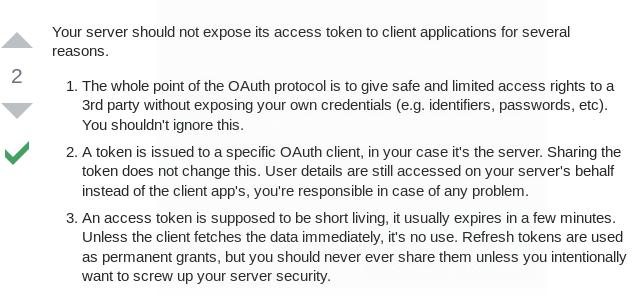 Your server should not expose its access token to client applications for several
reasons.
2
1. The whole point of the OAuth protocol is to give safe and limited access rights to a
3rd party without exposing your own credentials (e.g. identifiers, passwords, etc).
You shouldn't ignore this.
2. A token is issued to a specific OAuth client, in your case it's the server. Sharing the
token does not change this. User details are still accessed on your server's behalf
instead of the client app's, you're responsible in case of any problem.
3. An access token is supposed to be short living, it usually expires in a few minutes.
Unless the client fetches the data immediately, it's no use. Refresh tokens are used
as permanent grants, but you should never ever share them unless you intentionally
want to screw up your server security.